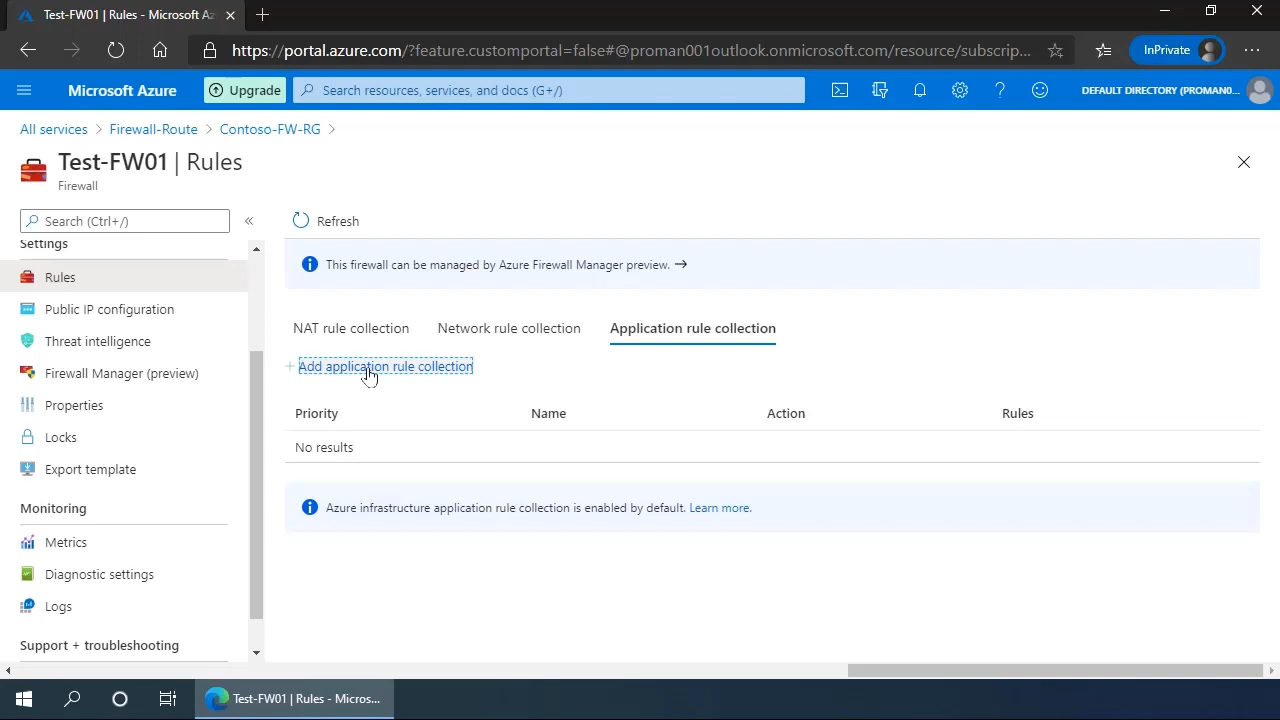 Test-FW01 | Rules - Microsoft Az
https://portal.azure.com/?feature.customportal=false#@proman001outlook.onmicrosoft.com/resource/subscrip...
InPrivate
Microsoft Azure
Upgrade
Search resources, services, and docs (G+/)
DEFAULT DIRECTORY (PROMAN0...
All services > Firewall-Route > Contoso-FW-RG >
Test-FW01 | Rules
Firewall
Search (Ctrl+/)
«
Refresh
Settings
Rules
Public IP configuration
Threat intelligence
Firewall Manager (preview)
Properties
Locks
Export template
Monitoring
Metrics
Diagnostic settings
Logs
Support + troubleshooting
This firewall can be managed by Azure Firewall Manager preview. →
NAT rule collection Network rule collection Application rule collection
+ Add application rule collection
Priority Name Action Rules
No results
Azure infrastructure application rule collection is enabled by default. Learn more.
Test-FW01 | Rules - Micros...